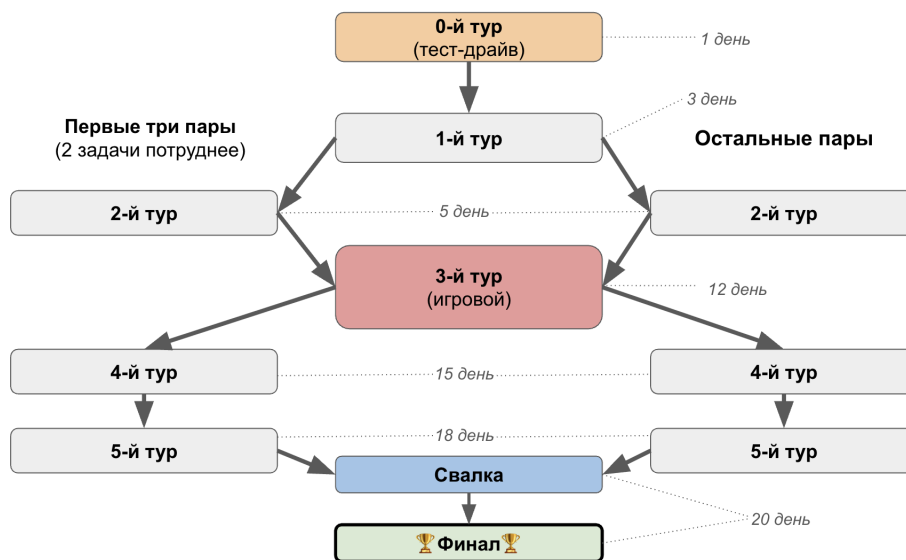 0-й тур
(тест-драйв)
1 день
3 день
Первые три пары
(2 задачи потруднее)
1-й тур
Остальные пары
2-й тур
5 день
2-й тур
3-й тур
(игровой)
12 день
4-й тур
15 день
4-й тур
5-й тур
18 день
5-й тур
Свалка
20 день
🏆Финал🏆